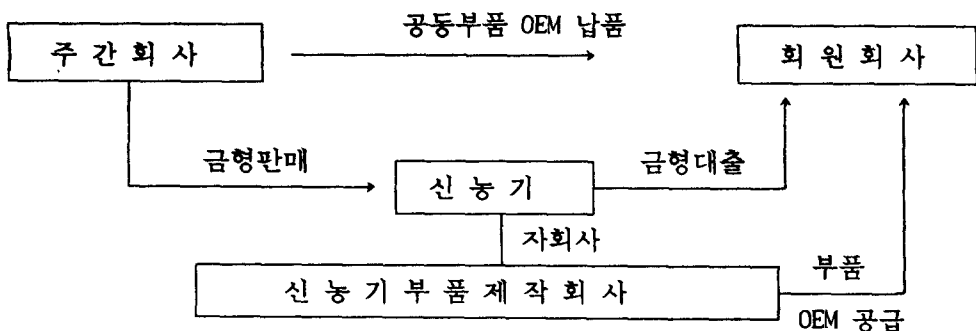 공동부품 OEM 납품
주 간 회 사
회 원 회 사
금형판매
금형대출
신 농 기
자회사
부품
신 농 기 부 품 제 작 회 사
OEM 공급